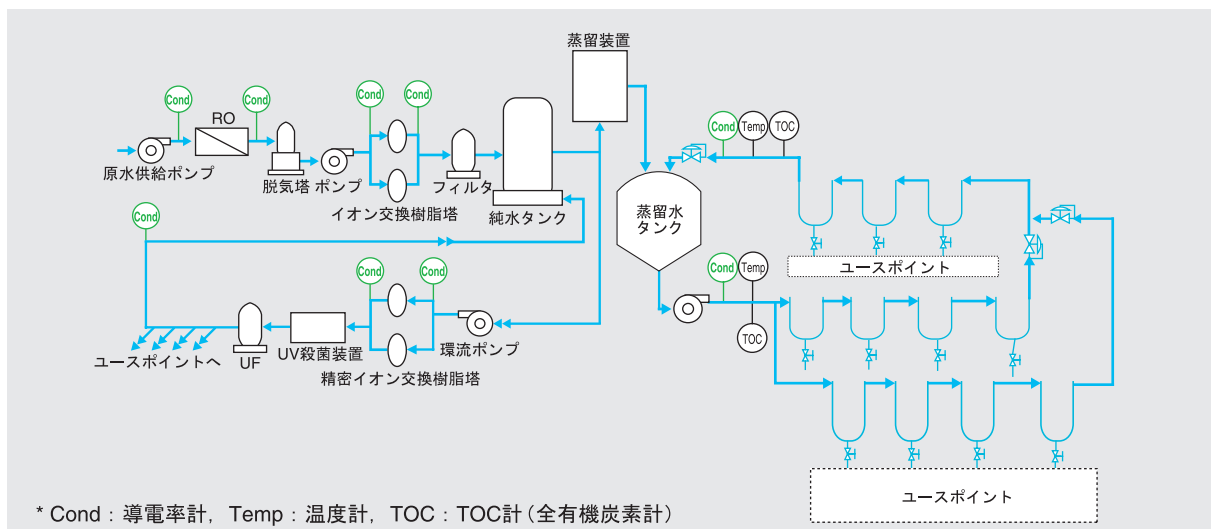 蒸留装置
Cond
Cond
Cond
Cond
RO
原水供給ポンプ
脱気塔
ポンプ
イオン交換樹脂塔
フィルタ
純水タンク
Cond
Temp
TOC
蒸留水
タンク
ユースポイント
Cond
Cond
Cond
Cond
Temp
TOC
ユースポイントへ
UF
UV殺菌装置
精密イオン交換樹脂塔
環流ポンプ
ユースポイント
* Cond：導電率計，Temp：温度計，TOC：TOC計（全有機炭素計）